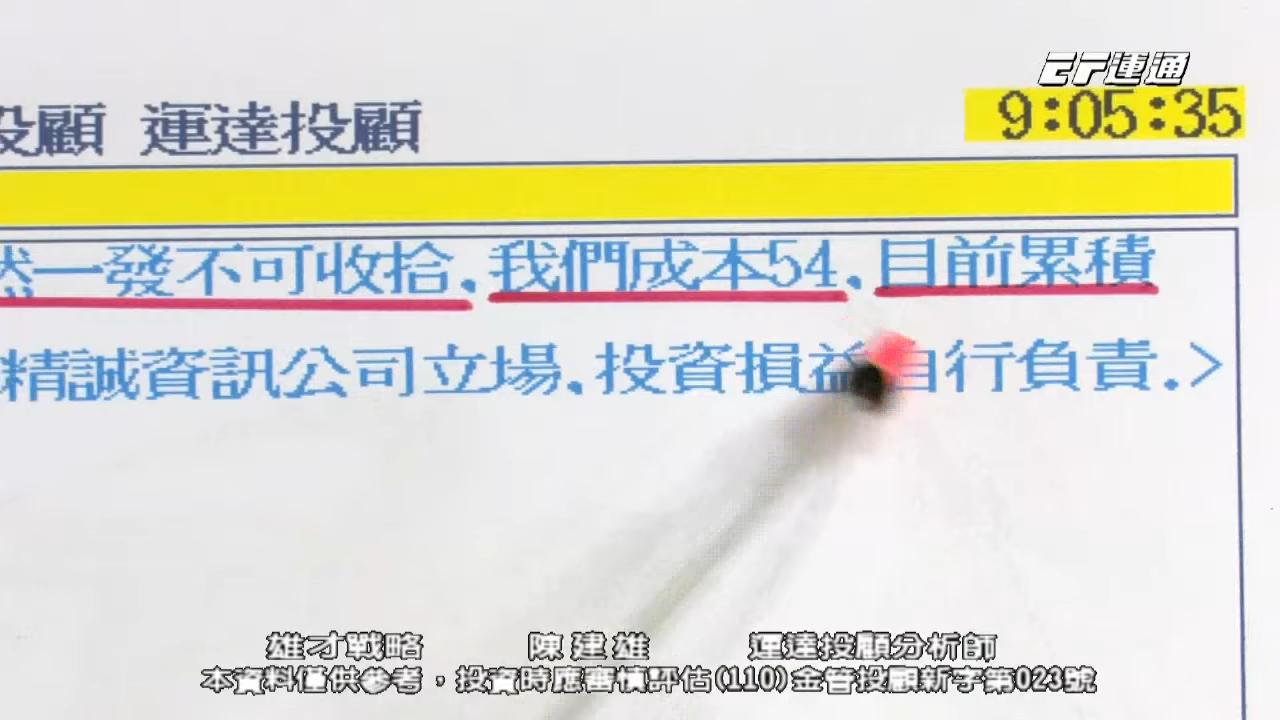 EF運通
投顧 運達投顧
9:05:35
然一發不可收拾、我們成本54、目前累積
精誠資訊公司立場、投資損益自行負責.>
雄才戰略 陳建雄 運達投顧分析師
本資料僅供參考，投資時應審慎評估(110)金管投顧新字第023號